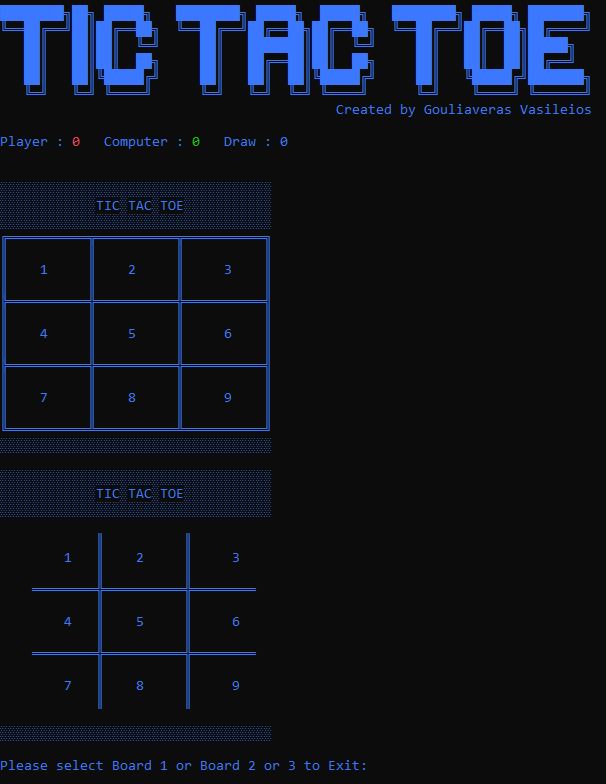 TIC TAC TOE
Created by Gouliaveras Vasileios
Player : 0 Computer : 0 Draw : 0
TIC TAC TOE
1 2 3
4 5 6
7 8 9
TIC TAC TOE
1 2 3
4 5 6
7 8 9
Please select Board 1 or Board 2 or 3 to Exit: